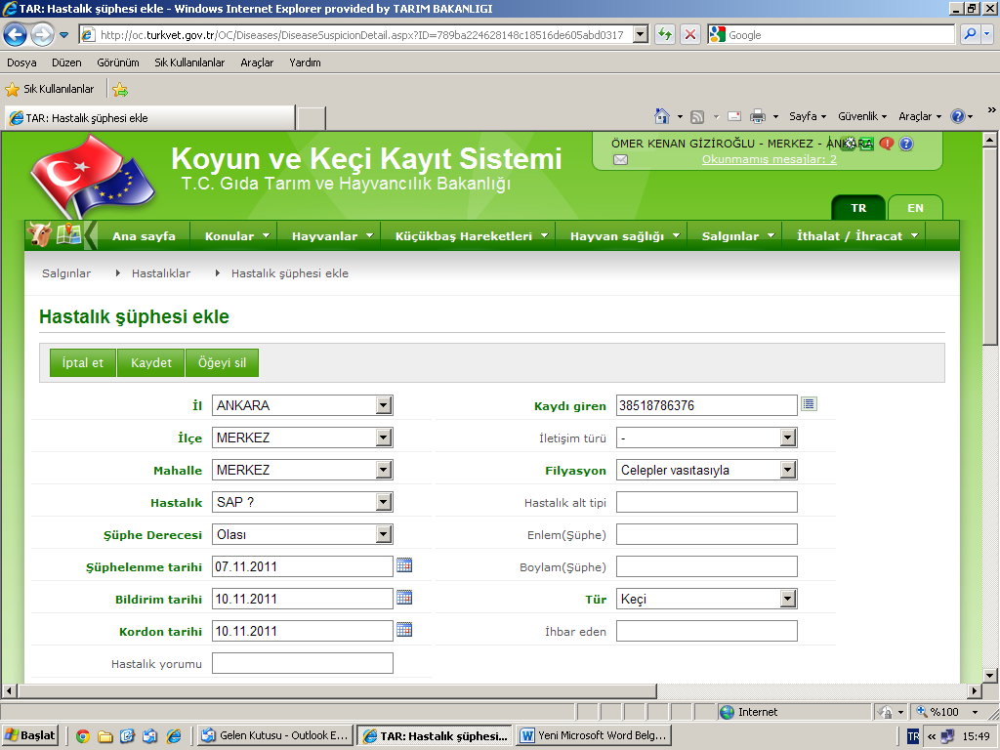 TAR: Hastalık şüphesi ekle - Windows Internet Explorer provided by TARIM BAKANLIGI
http://oc.turkvet.gov.tr/OC/Diseases/DiseaseSuspicionDetail.aspx?ID=789ba224628148c18516de605abd0317
Google
Dosya Düzen Görünüm Sık Kullanılanlar Araçlar Yardım
Sık Kullanılanlar
TAR: Hastalık şüphesi ekle
Sayfa Güvenlik Araçlar »
Koyun ve Keçi Kayıt Sistemi
T.C. Gıda Tarım ve Hayvancılık Bakanlığı
ÖMER KENAN GİZİROĞLU - MERKEZ - ANKARA
Okunmamış mesajlar: 2
TR EN
Ana sayfa Konular Hayvanlar Küçükbaş Hareketleri Hayvan sağlığı Salgınlar İthalat / İhracat
Salgınlar Hastalıklar Hastalık şüphesi ekle
Hastalık şüphesi ekle
İptal et Kaydet Öğeyi sil
İl ANKARA Kaydı giren 38518786376
İlçe MERKEZ İletişim türü -
Mahalle MERKEZ Filyasyon Celepler vasıtasıyla
Hastalık SAP ? Hastalık alt tipi
Şüphe Derecesi Olası Enlem(Şüphe)
Şüphelenme tarihi 07.11.2011 Boylam(Şüphe)
Bildirim tarihi 10.11.2011 Tür Keçi
Kordon tarihi 10.11.2011 İhbar eden
Hastalık yorumu
Internet %100
Başlat Gelen Kutusu - Outlook E... TAR: Hastalık şüphesi... Yeni Microsoft Word Belg... TR « 15:49